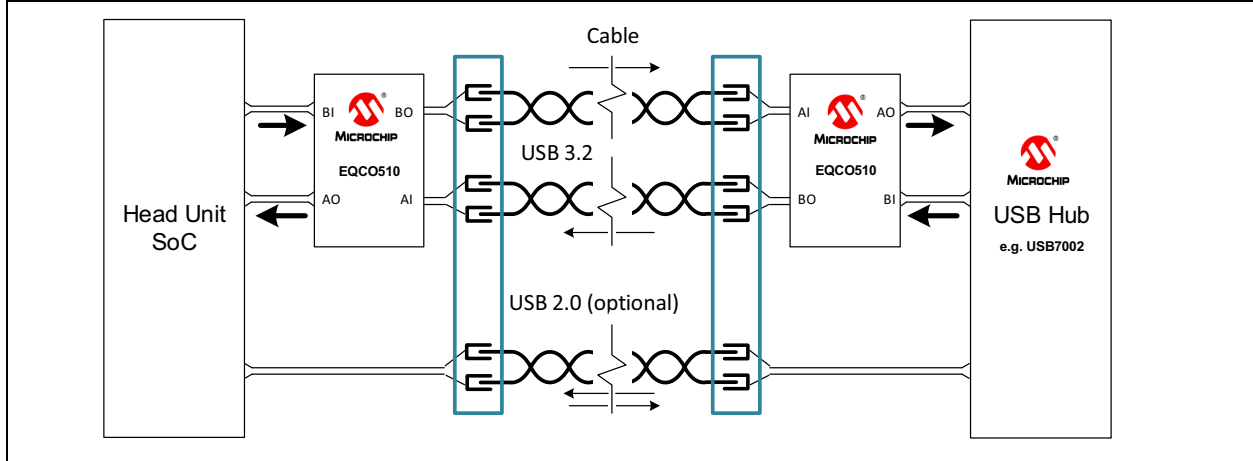 Cable
BI
BO
AI
AO
®
MICROCHIP
®
MICROCHIP
®
MICROCHIP
EQCO510
USB 3.2
EQCO510
AO
AI
BO
BI
Head Unit
SoC
USB Hub
e.g. USB7002
USB 2.0 (optional)